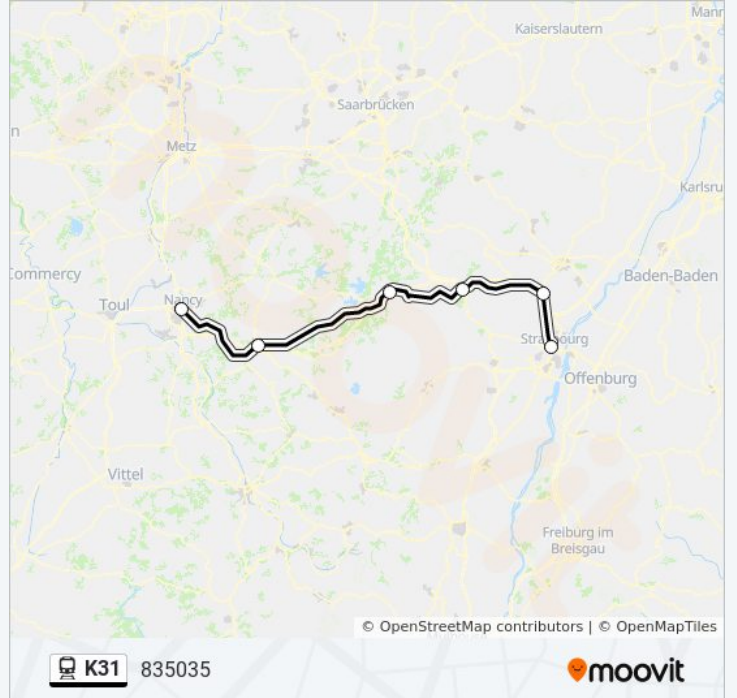 Mann
Kaiserslautern
Saarbrücken
n
Metz
Karlsru
Commercy
Nancy
Baden-Baden
Toul
Strasbourg
Offenburg
Vittel
Freiburg im
Breisgau
© OpenStreetMap contributors | © OpenMapTiles
K31 835035 moovit